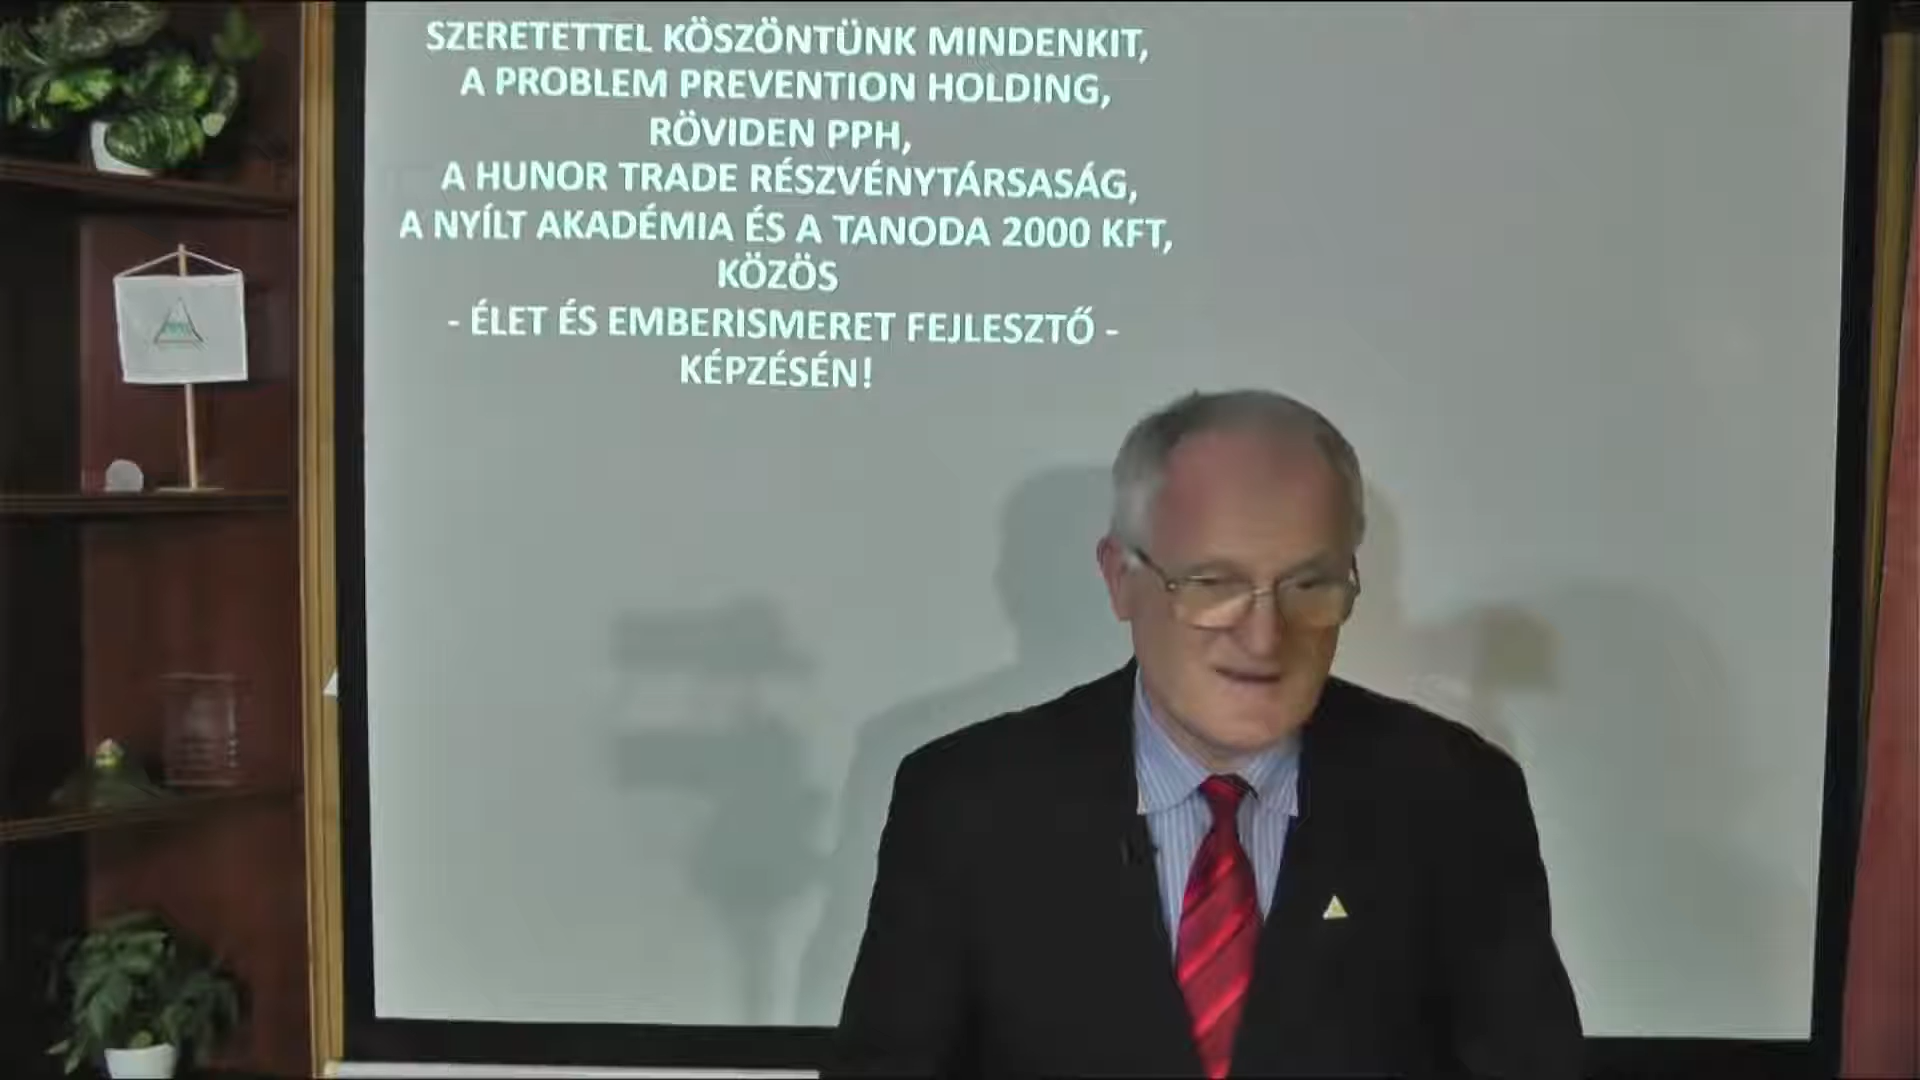 SZERETETTEL KÖSZÖNTÜNK MINDENKIT,
A PROBLEM PREVENTION HOLDING,
RÖVIDEN PPH,
A HUNOR TRADE RÉSZVÉNYTÁRSASÁG,
A NYÍLT AKADÉMIA ÉS A TANODA 2000 KFT,
KÖZÖS
- ÉLET ÉS EMBERISMERET FEJLESZTŐ -
KÉPZÉSÉN!